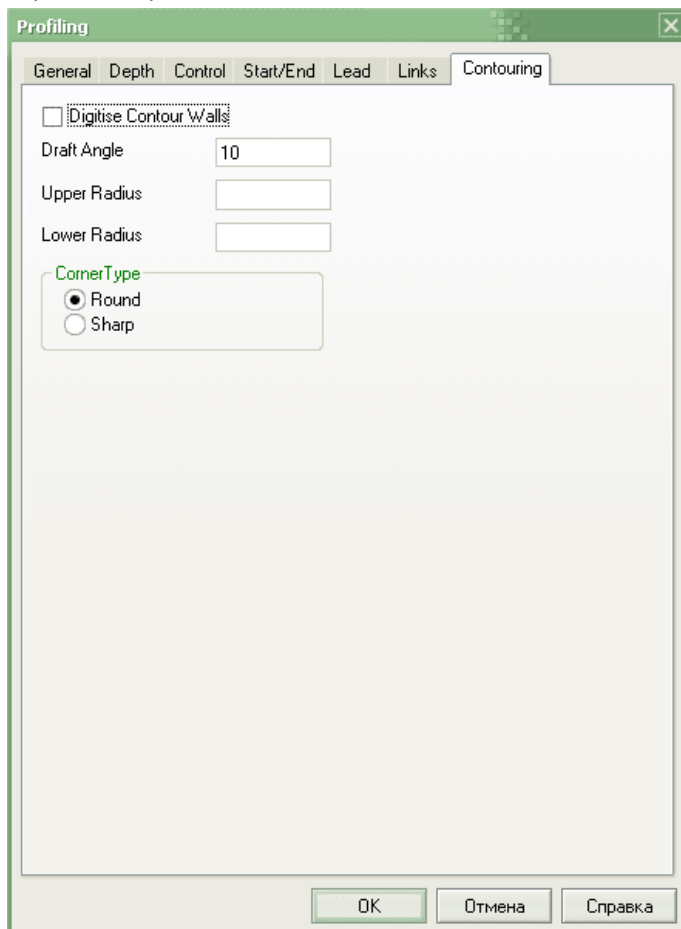 Profiling
General Depth Control Start/End Lead Links Contouring
Digitise Contour Walls
Draft Angle 10
Upper Radius
Lower Radius
CornerType
Round
Sharp
OK Отмена Справка